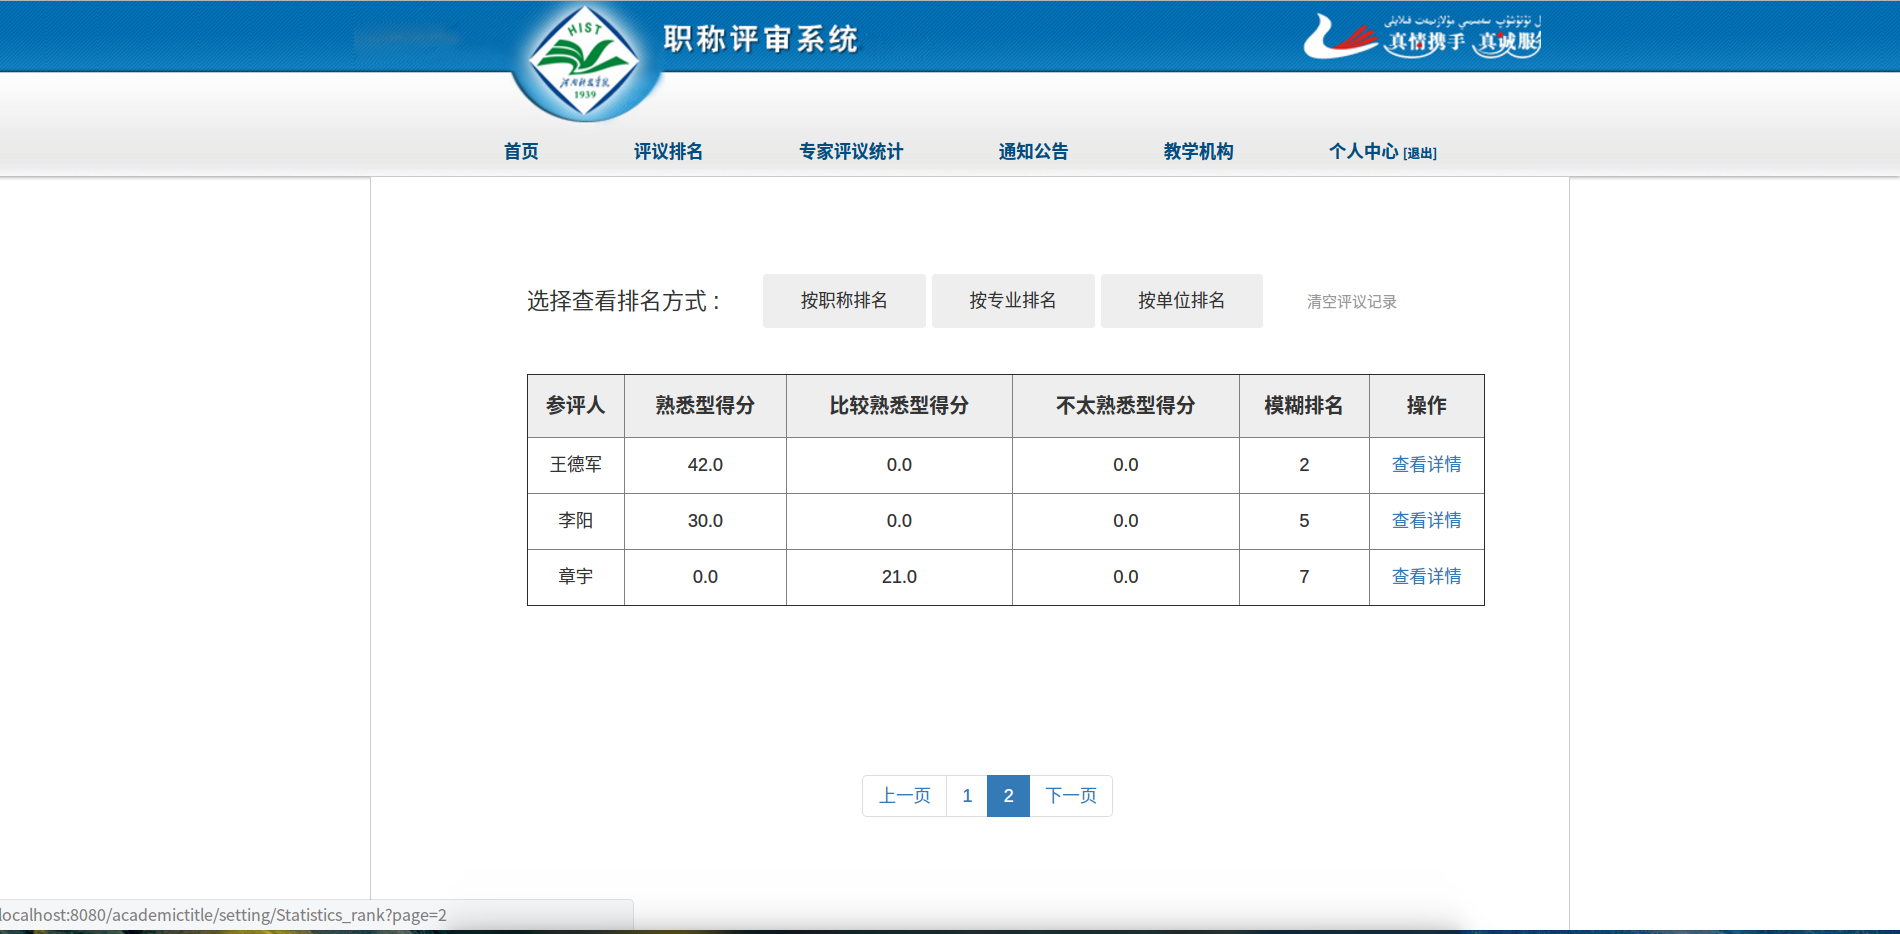 HIST
1939
职称评审系统
真情携手 真诚服
首页 评议排名 专家评议统计 通知公告 教学机构 个人中心 [退出]
选择查看排名方式： 按职称排名 按专业排名 按单位排名 清空评议记录
参评人 熟悉型得分 比较熟悉型得分 不太熟悉型得分 模糊排名 操作
王德军 42.0 0.0 0.0 2 查看详情
李阳 30.0 0.0 0.0 5 查看详情
章宇 0.0 21.0 0.0 7 查看详情
上一页 1 2 下一页
localhost:8080/academictitle/setting/Statistics_rank?page=2